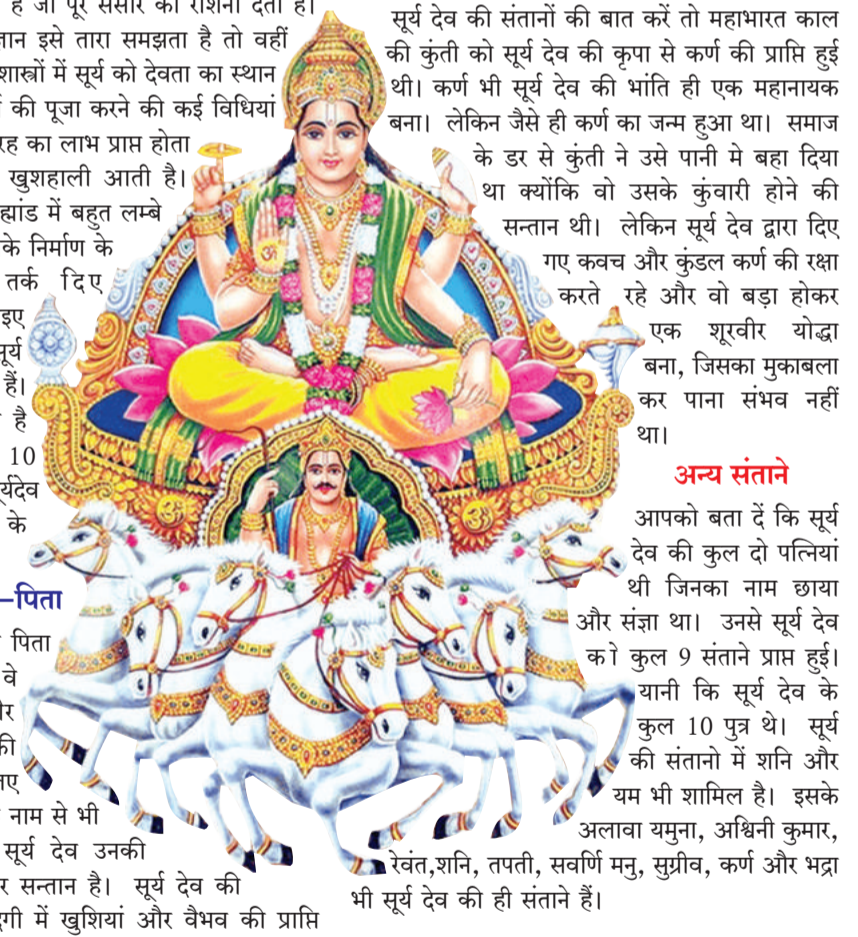 है जो पूरे संसार को रोशनी देता है।
इसे तारा समझता है तो वहीं
शास्त्रों में सूर्य को देवता का स्थान
की पूजा करने की कई विधियां
का लाभ प्राप्त होता
खुशहाली आती है।
में बहुत लम्बे
के निर्माण के
तर्क दिए
हैं।
है
10
के
–पिता
पिता
वे
नाम से भी
सूर्य देव उनकी
सन्तान है। सूर्य देव की
में खुशियां और वैभव की प्राप्ति
सूर्य देव की संतानों की बात करें तो महाभारत काल
की कुंती को सूर्य देव की कृपा से कर्ण की प्राप्ति हुई
थी। कर्ण भी सूर्य देव की भांति ही एक महानायक
बना। लेकिन जैसे ही कर्ण का जन्म हुआ था। समाज
के डर से कुंती ने उसे पानी मे बहा दिया
था क्योंकि वो उसके कुंवारी होने की
सन्तान थी। लेकिन सूर्य देव द्वारा दिए
गए कवच और कुंडल कर्ण की रक्षा
करते रहे और वो बड़ा होकर
एक शूरवीर योद्धा
बना, जिसका मुकाबला
कर पाना संभव नहीं
था।
अन्य संताने
आपको बता दें कि सूर्य
देव की कुल दो पत्नियां
थी जिनका नाम छाया
और संज्ञा था। उनसे सूर्य देव
को कुल 9 संताने प्राप्त हुई।
यानी कि सूर्य देव के
कुल 10 पुत्र थे। सूर्य
की संतानो में शनि और
यम भी शामिल है। इसके
अलावा यमुना, अश्विनी कुमार,
रेवंत,शनि, तपती, सवर्णि मनु, सुग्रीव, कर्ण और भद्रा
भी सूर्य देव की ही संताने हैं।